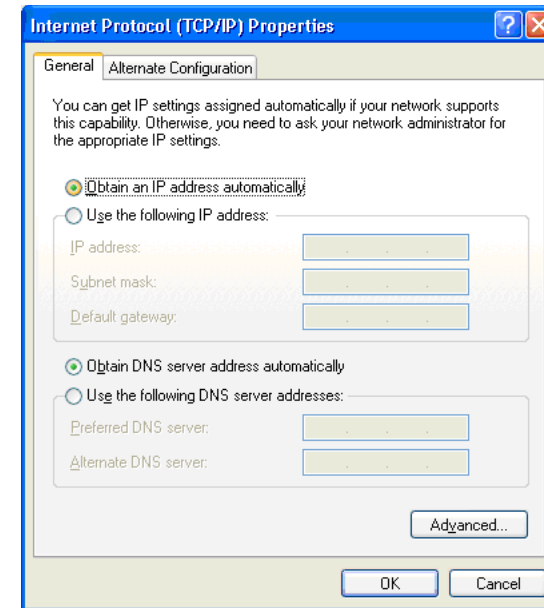 Internet Protocol (TCP/IP) Properties
General
Alternate Configuration
You can get IP settings assigned automatically if your network supports
this capability. Otherwise, you need to ask your network administrator for
the appropriate IP settings.
Obtain an IP address automatically
Use the following IP address:
IP address:
Subnet mask:
Default gateway:
Obtain DNS server address automatically
Use the following DNS server addresses:
Preferred DNS server:
Alternate DNS server:
Advanced...
OK
Cancel